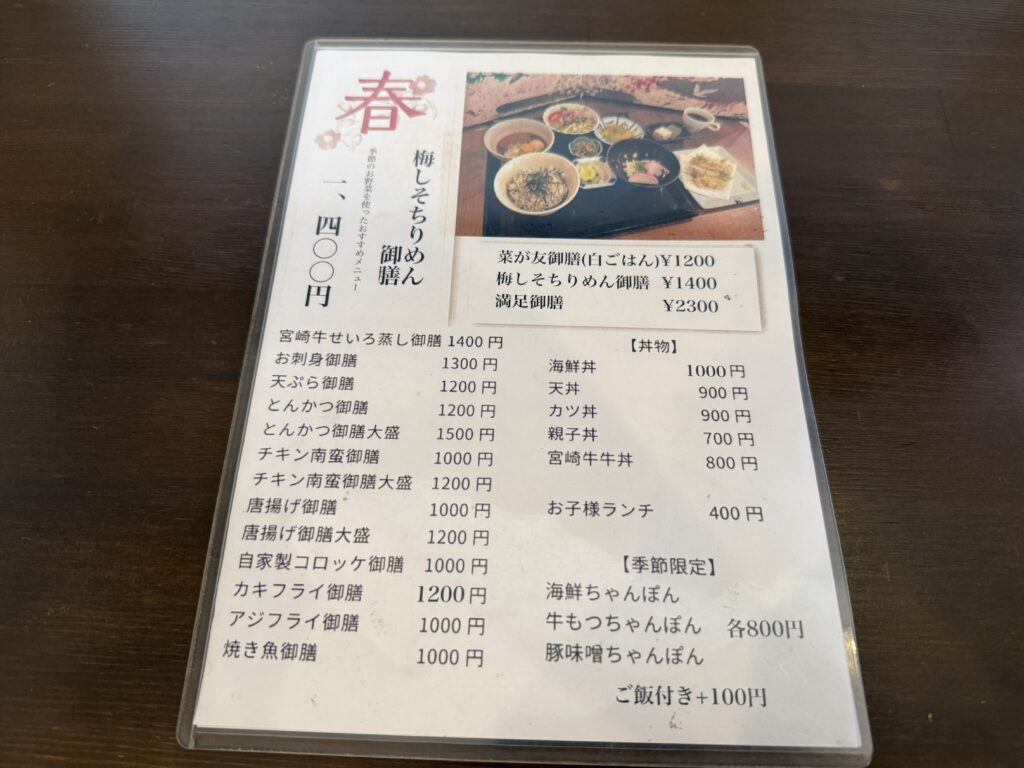 春
梅しそちりめん
御膳
季節のお野菜を使ったおすすめメニュー
一、四〇〇円
菜が友御膳(白ごはん)¥1200
梅しそちりめん御膳 ¥1400
満足御膳 ¥2300
宮崎牛せいろ蒸し御膳 1400円
お刺身御膳 1300円
天ぷら御膳 1200円
とんかつ御膳 1200円
とんかつ御膳大盛 1500円
チキン南蛮御膳 1000円
チキン南蛮御膳大盛 1200円
唐揚げ御膳 1000円
唐揚げ御膳大盛 1200円
自家製コロッケ御膳 1000円
カキフライ御膳 1200円
アジフライ御膳 1000円
焼き魚御膳 1000円
【丼物】
海鮮丼 1000円
天丼 900円
カツ丼 900円
親子丼 700円
宮崎牛牛丼 800円
お子様ランチ 400円
【季節限定】
海鮮ちゃんぽん
牛もつちゃんぽん 各800円
豚味噌ちゃんぽん
ご飯付き+100円